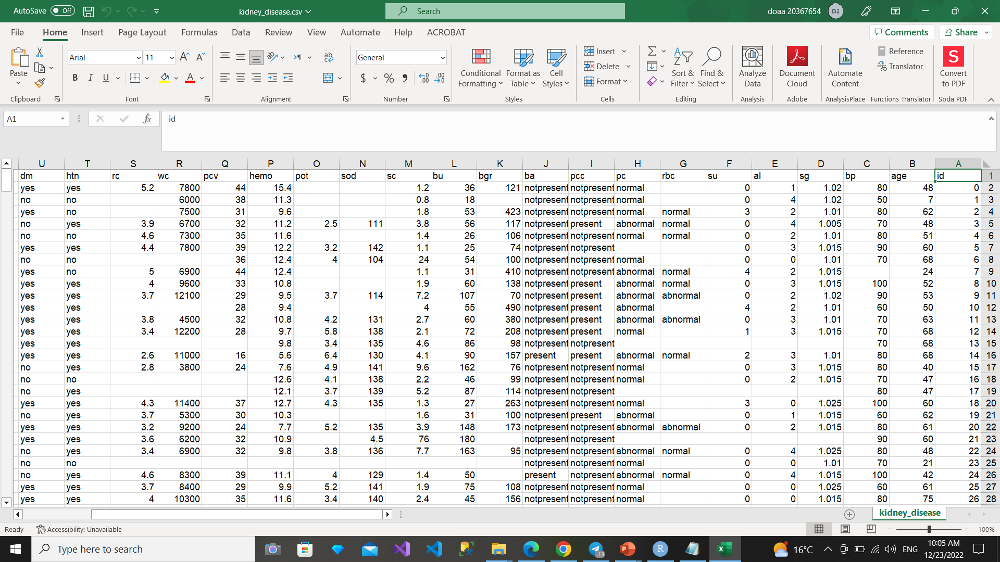 AutoSave Off kidney_disease.csv Search doaa 20367654 D2
File Home Insert Page Layout Formulas Data Review View Automate Help ACROBAT Comments Share
Paste Arial 11 General Conditional Formatting Format as Table Cell Styles Insert Delete Format Sort & Filter Find & Select Analyze Data Document Cloud Automate Content Reference Translator Convert to PDF
Clipboard Font Alignment Number Styles Cells Editing Analysis Adobe AnalysisPlace Functions Translator Soda PDF
A1 fx id
U T S R Q P O N M L K J I H G F E D C B A
dm htn rc wc pcv hemo pot sod sc bu bgr ba pcc pc rbc su al sg bp age id 1
yes yes 5.2 7800 44 15.4 1.2 36 121 notpresent notpresent normal 0 1 1.02 80 48 0 2
no no 6000 38 11.3 0.8 18 notpresent notpresent normal 0 4 1.02 50 7 1 3
yes no 7500 31 9.6 1.8 53 423 notpresent notpresent normal normal 3 2 1.01 80 62 2 4
no yes 3.9 6700 32 11.2 2.5 111 3.8 56 117 notpresent present abnormal normal 0 4 1.005 70 48 3 5
no no 4.6 7300 35 11.6 1.4 26 106 notpresent notpresent normal normal 0 2 1.01 80 51 4 6
yes yes 4.4 7800 39 12.2 3.2 142 1.1 25 74 notpresent notpresent 0 3 1.015 90 60 5 7
no no 36 12.4 4 104 24 54 100 notpresent notpresent normal 0 0 1.01 70 68 6 8
yes no 5 6900 44 12.4 1.1 31 410 notpresent notpresent abnormal normal 4 2 1.015 24 7 9
yes yes 4 9600 33 10.8 1.9 60 138 notpresent present abnormal normal 0 3 1.015 100 52 8 10
yes yes 3.7 12100 29 9.5 3.7 114 7.2 107 70 notpresent present abnormal abnormal 0 2 1.02 90 53 9 11
yes yes 28 9.4 4 55 490 notpresent present abnormal 4 2 1.01 60 50 10 12
yes yes 3.8 4500 32 10.8 4.2 131 2.7 60 380 notpresent present abnormal abnormal 0 3 1.01 70 63 11 13
yes yes 3.4 12200 28 9.7 5.8 138 2.1 72 208 notpresent present normal 1 3 1.015 70 68 12 14
yes yes 9.8 3.4 135 4.6 86 98 notpresent notpresent 70 68 13 15
yes yes 2.6 11000 16 5.6 6.4 130 4.1 90 157 present present abnormal normal 2 3 1.01 80 68 14 16
no yes 2.8 3800 24 7.6 4.9 141 9.6 162 76 notpresent notpresent normal 0 3 1.015 80 40 15 17
no no 12.6 4.1 138 2.2 46 99 notpresent notpresent normal 0 2 1.015 70 47 16 18
no yes 12.1 3.7 139 5.2 87 114 notpresent notpresent 80 47 17 19
yes yes 4.3 11400 37 12.7 4.3 135 1.3 27 263 notpresent notpresent normal 3 0 1.025 100 60 18 20
no yes 3.7 5300 30 10.3 1.6 31 100 notpresent present abnormal 0 1 1.015 60 62 19 21
yes yes 3.2 9200 24 7.7 5.2 135 3.9 148 173 notpresent notpresent abnormal abnormal 0 2 1.015 80 61 20 22
yes yes 3.6 6200 32 10.9 4.5 76 180 notpresent notpresent 90 60 21 23
no yes 3.4 6900 32 9.8 3.8 136 7.7 163 95 notpresent notpresent abnormal normal 0 4 1.025 80 48 22 24
no no notpresent notpresent normal 0 0 1.01 70 21 23 25
no yes 4.6 8300 39 11.1 4 129 1.4 50 present notpresent abnormal normal 0 4 1.015 100 42 24 26
yes yes 3.7 8400 29 9.9 5.2 141 1.9 75 108 notpresent notpresent normal 0 0 1.025 60 61 25 27
yes yes 4 10300 35 11.6 3.4 140 2.4 45 156 notpresent notpresent normal 0 0 1.015 80 75 26 28
kidney_disease
Ready Accessibility: Unavailable 100%
Type here to search 16°C ENG 10:05 AM
12/23/2022